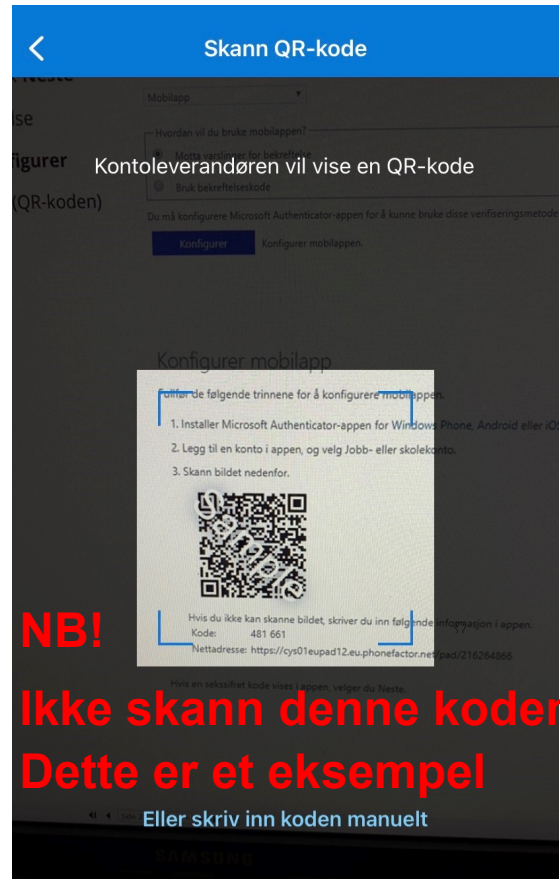 Skann QR-kode
Neste
se
Mobilapp
Hvordan vil du bruke mobilappen?
figurer
Motta varslinger for bekreftelse
Kontoleverandøren vil vise en QR-kode
Bruk bekreftelseskode
(QR-koden)
Du må konfigurere Microsoft Authenticator-appen for å kunne bruke disse verifiseringsmetode
Konfigurer Konfigurer mobilappen.
Konfigurer mobilapp
Fullfør de følgende trinnene for å konfigurere mobilappen.
1. Installer Microsoft Authenticator-appen for Windows Phone, Android eller iOS
2. Legg til en konto i appen, og velg Jobb- eller skolekonto.
3. Skann bildet nedenfor.
Sample
Hvis du ikke kan skanne bildet, skriver du inn følgende informasjon i appen.
Kode: 481 661
Nettadresse: https://cys01eupad12.eu.phonefactor.net/pad/216264866
NB!
Hvis en sekssifret kode vises i appen, velger du Neste.
Ikke skann denne koden
Dette er et eksempel
Side
Eller skriv inn koden manuelt
SAMSUNG